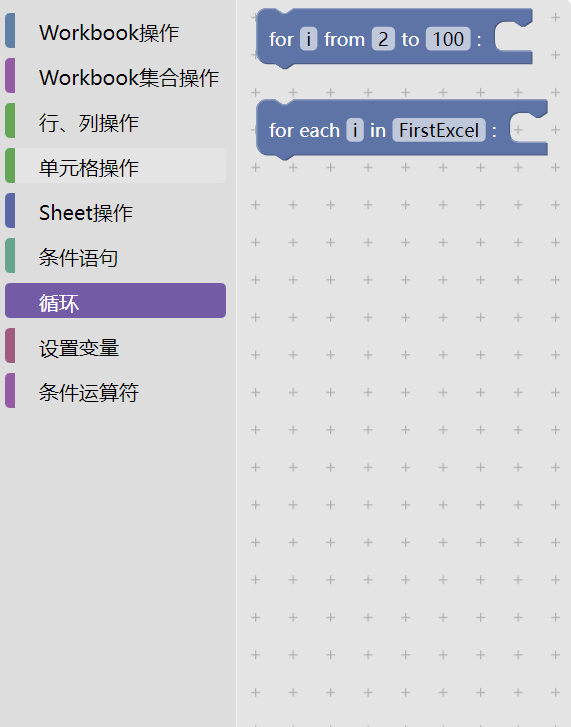 Workbook操作
Workbook集合操作
行、列操作
单元格操作
Sheet操作
条件语句
循环
设置变量
条件运算符
for i from 2 to 100 :
for each i in FirstExcel :